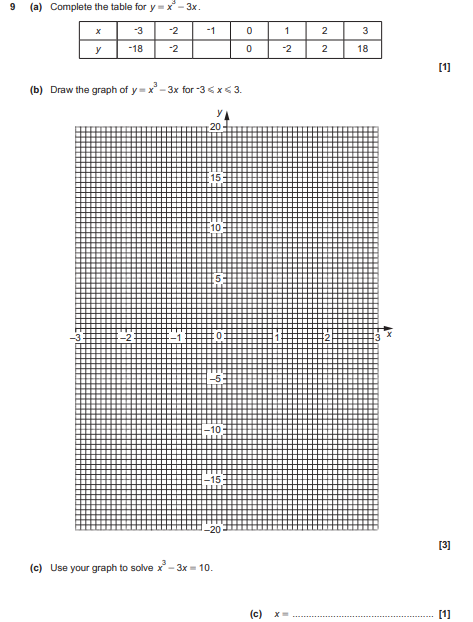 9 (a) Complete the table for y = x³ – 3x.
x -3 -2 -1 0 1 2 3
y -18 -2 0 -2 2 18
[1]
(b) Draw the graph of y = x³ – 3x for -3 ⩽ x ⩽ 3.
y
20
15
10
5
–3 –2 –1 0 1 2 3 x
–5
–10
–15
–20
[3]
(c) Use your graph to solve x³ – 3x = 10.
(c) x = ........................................................ [1]